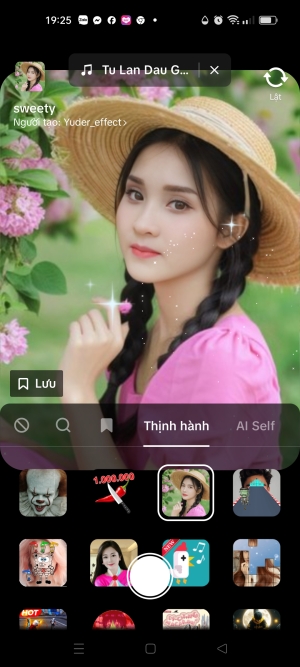 19:25
Tu Lan Dau G...
Lật
sweety
Người tạo: Yuder_effect>
Lưu
Thịnh hành
AI Self
1.000.000
NEW
HOT